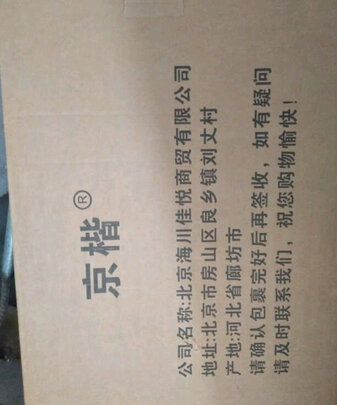 京楷®
公司名称:北京海川佳悦商贸有限公司
地址:北京市房山区良乡镇刘丈村
产地:河北省廊坊市
请确认包裹完好后再签收，如有疑问
请及时联系我们，祝您购物愉快！